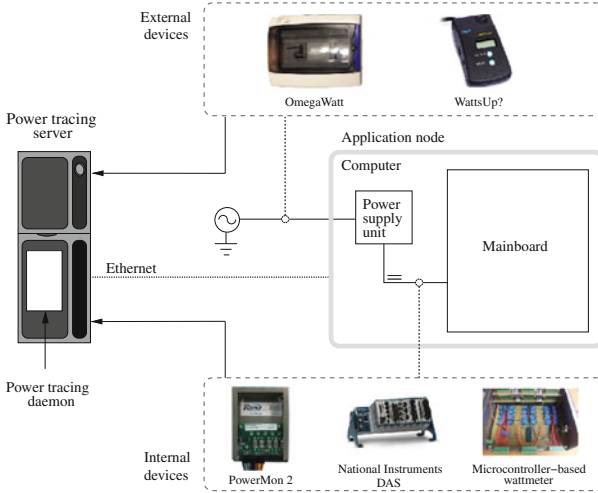 External
devices
OmegaWatt
WattsUp?
Power tracing
server
Application node
Computer
Power
supply
unit
Mainboard
Ethernet
Power tracing
daemon
Internal
devices
PowerMon 2
National Instruments
DAS
Microcontroller−based
wattmeter